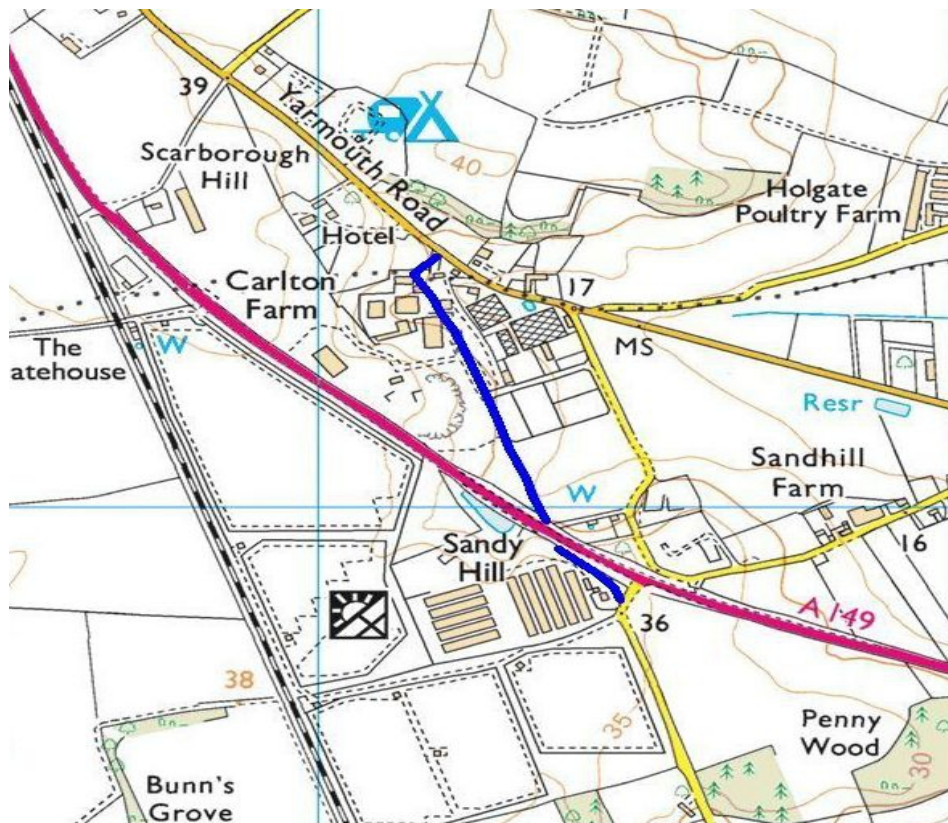 39
Yarmouth Road
Scarborough
Hill
40
Holgate
Poultry Farm
Hotel
Carlton
Farm
17
The
atehouse
W
MS
Resr
Sandhill
Farm
W
Sandy
Hill
16
A 149
36
38
35
Penny
Wood
30
Bunn's
Grove